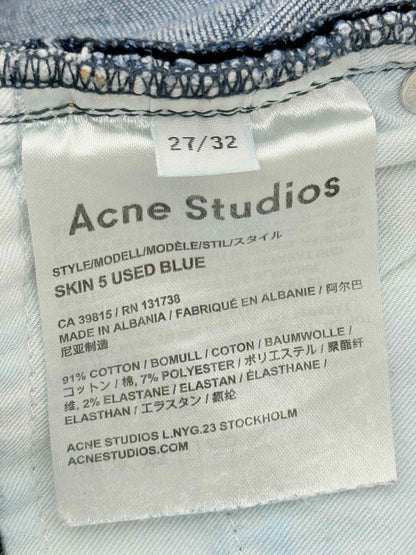 27/32
Acne Studios
STYLE/MODELL/MODÈLE/STIL/スタイル
SKIN 5 USED BLUE
CA 39815 / RN 131738
MADE IN ALBANIA / FABRIQUÉ EN ALBANIE / 阿尔巴
尼亚制造
91% COTTON / BOMULL / COTON / BAUMWOLLE /
コットン / 棉, 7% POLYESTER / ポリエステル / 聚酯纤
维, 2% ELASTANE / ELASTAN / ÉLASTHANE /
ELASTHAN / エラスタン / 氨纶
ACNE STUDIOS L.NYG.23 STOCKHOLM
ACNESTUDIOS.COM